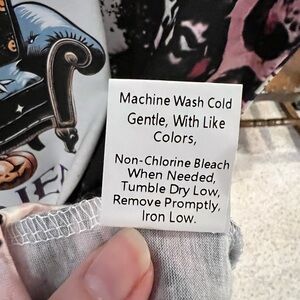 Machine Wash Cold
Gentle, With Like
Colors,
Non-Chlorine Bleach
When Needed,
Tumble Dry Low,
Remove Promptly,
Iron Low.